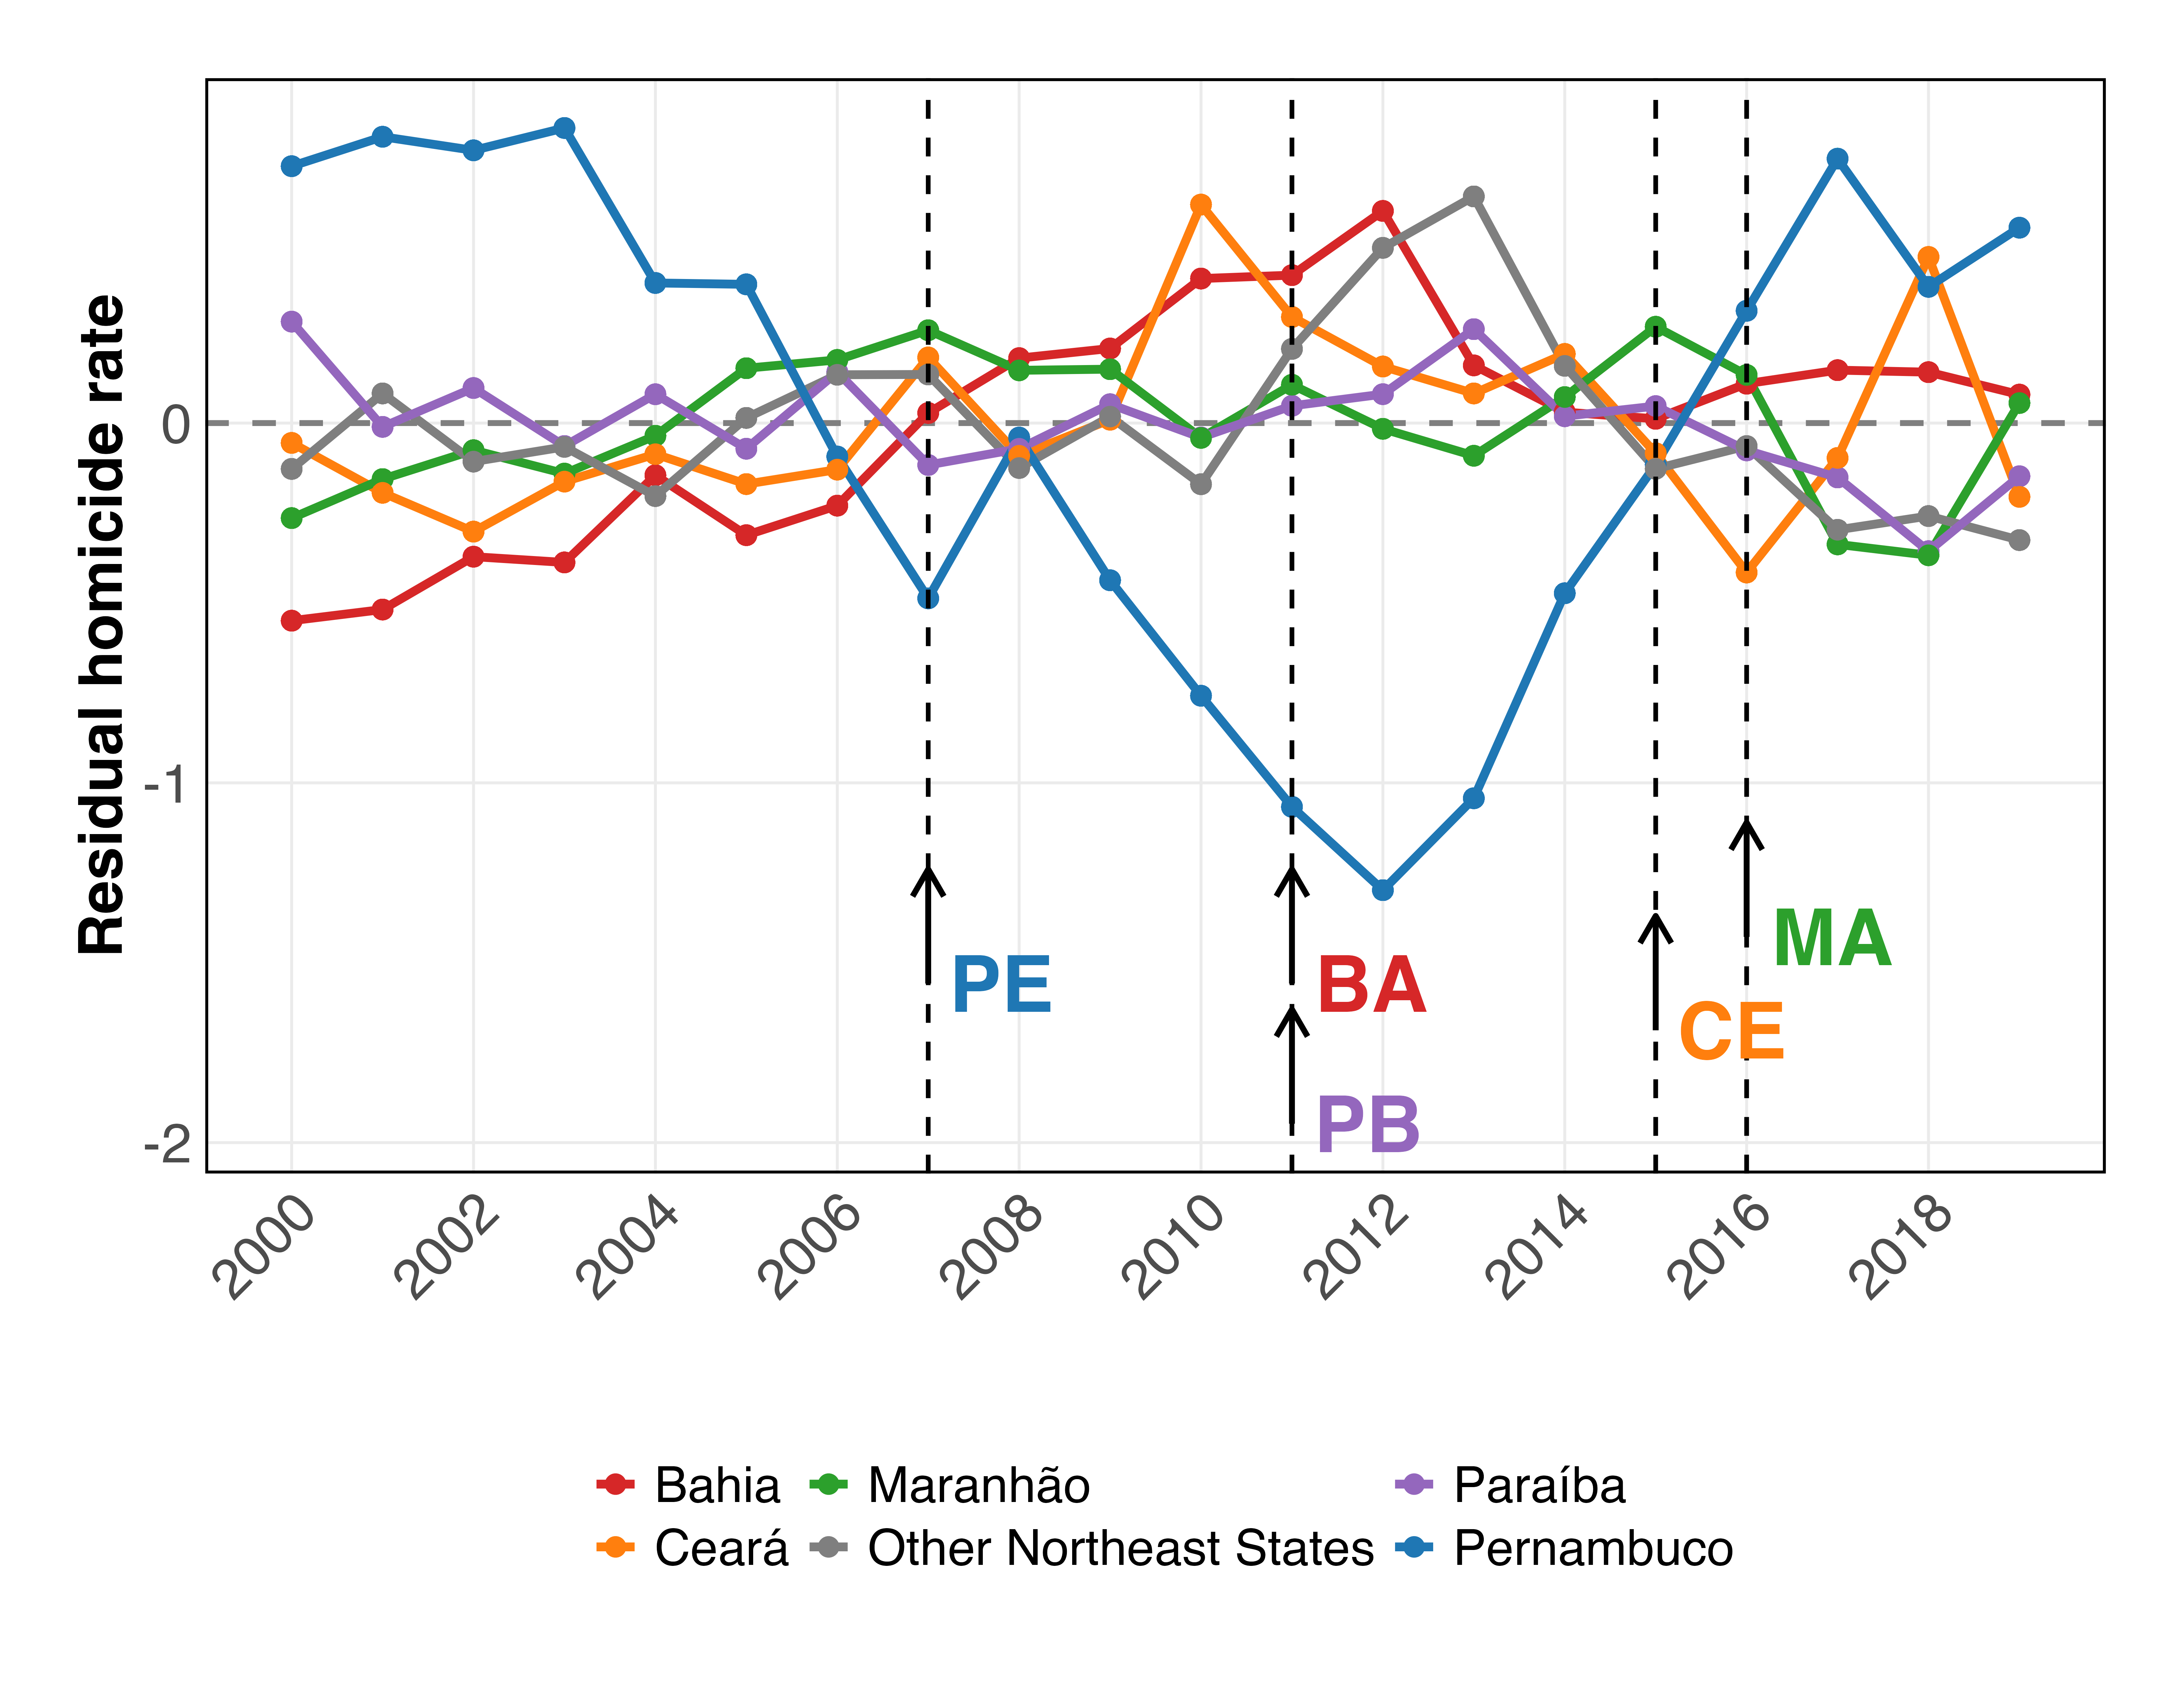 Residual homicide rate
0
-1
-2
PE
BA
PB
CE
MA
2000 2002 2004 2006 2008 2010 2012 2014 2016 2018
Bahia Maranhão Paraíba
Ceará Other Northeast States Pernambuco